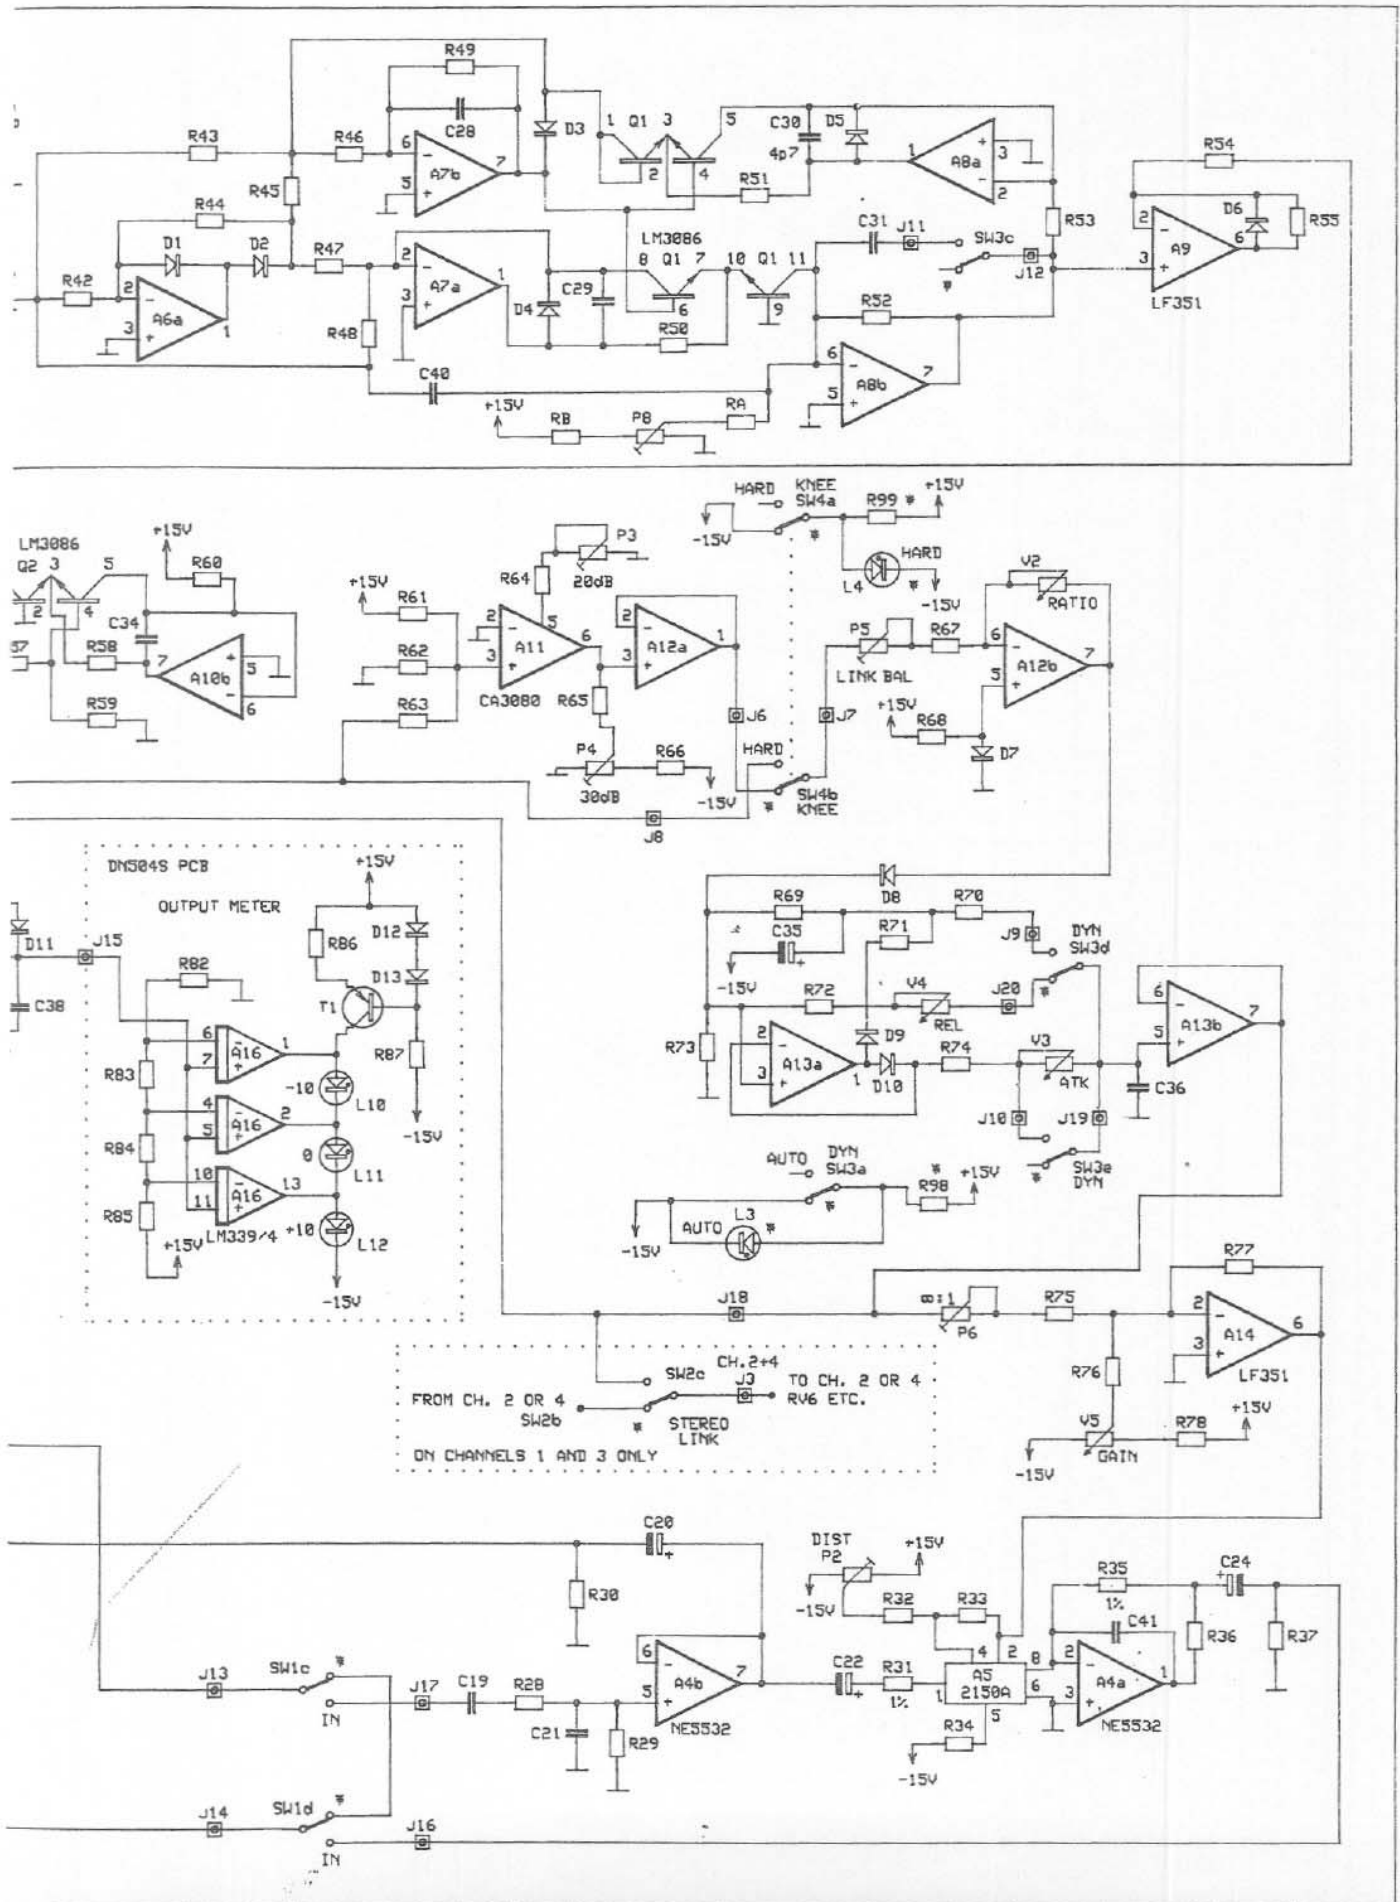 R49
C28
R43
R46
6
7
A7b
5
D3
1
Q1
3
5
2
4
C30
4p7
D5
1
A8a
3
2
R51
R54
R45
R44
D1
D2
R47
R53
D6
R55
2
6
3
A9
LF351
C31
J11
SW3c
J12
*
LM3086
8
Q1
7
10
Q1
11
6
9
R42
2
3
A6a
1
R48
2
3
A7a
1
D4
C29
R50
R52
6
7
5
A8b
C40
+15V
RB
P8
RA
LM3086
Q2
3
5
2
4
+15V
R60
C34
R58
7
A10b
5
6
R59
+15V
R61
R62
R63
R64
P3
20dB
2
5
6
3
A11
CA3080
R65
2
3
A12a
1
P4
30dB
R66
-15V
J6
J8
HARD
KNEE
SW4a
-15V
*
R99 *
+15V
HARD
L4
*
-15V
P5
LINK BAL
R67
V2
RATIO
6
5
A12b
7
+15V
R68
D7
J7
HARD
SW4b
KNEE
*
DN504S PCB
OUTPUT METER
+15V
D11
J15
R82
C38
R86
D12
D13
T1
R87
-15V
6
7
A16
1
-10
L10
R83
4
5
A16
2
0
L11
R84
10
11
A16
13
R85
LM339/4
+10
L12
+15V
-15V
D8
R69
C35
+
-15V
R71
R70
J9
DYN
SW3d
*
R72
V4
REL
J20
R73
2
3
A13a
1
D9
D10
R74
V3
ATK
J10
J19
SW3e
DYN
*
C36
6
5
A13b
7
AUTO
DYN
SW3a
*
*
R98
+15V
-15V
AUTO
L3
*
J18
∞:1
P6
R75
R77
2
3
A14
6
LF351
R76
V5
GAIN
R78
+15V
-15V
SW2c
CH.2+4
J3
FROM CH. 2 OR 4
SW2b
TO CH. 2 OR 4
RV6 ETC.
*
STEREO
LINK
ON CHANNELS 1 AND 3 ONLY
C20
+
R30
DIST
P2
+15V
-15V
R32
R33
R35
1%
C24
+
C41
R36
R37
J13
SW1c
*
IN
J17
C19
R28
C21
R29
6
5
A4b
7
NE5532
C22
+
R31
1%
4
2
8
1
A5
2150A
6
5
R34
-15V
2
3
A4a
1
NE5532
J14
SW1d
*
IN
J16